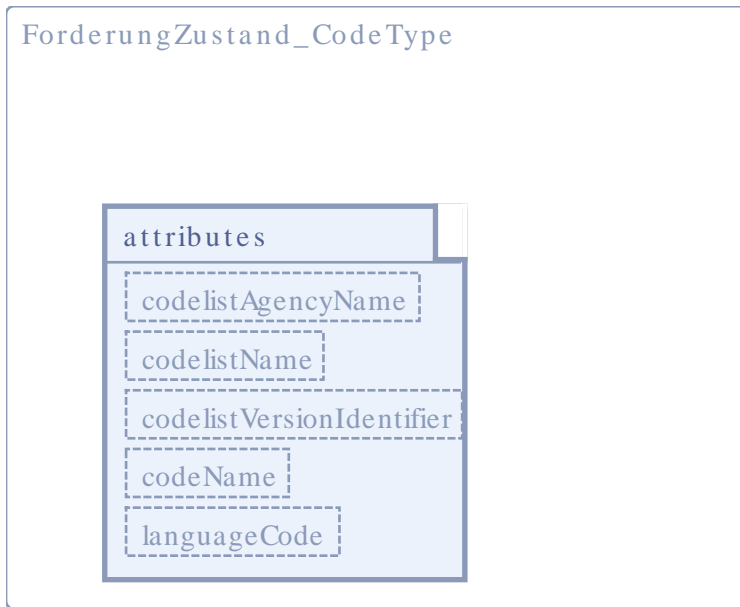 ForderungZustand_CodeType
attributes
codelistAgencyName
codelistName
codelistVersionIdentifier
codeName
languageCode